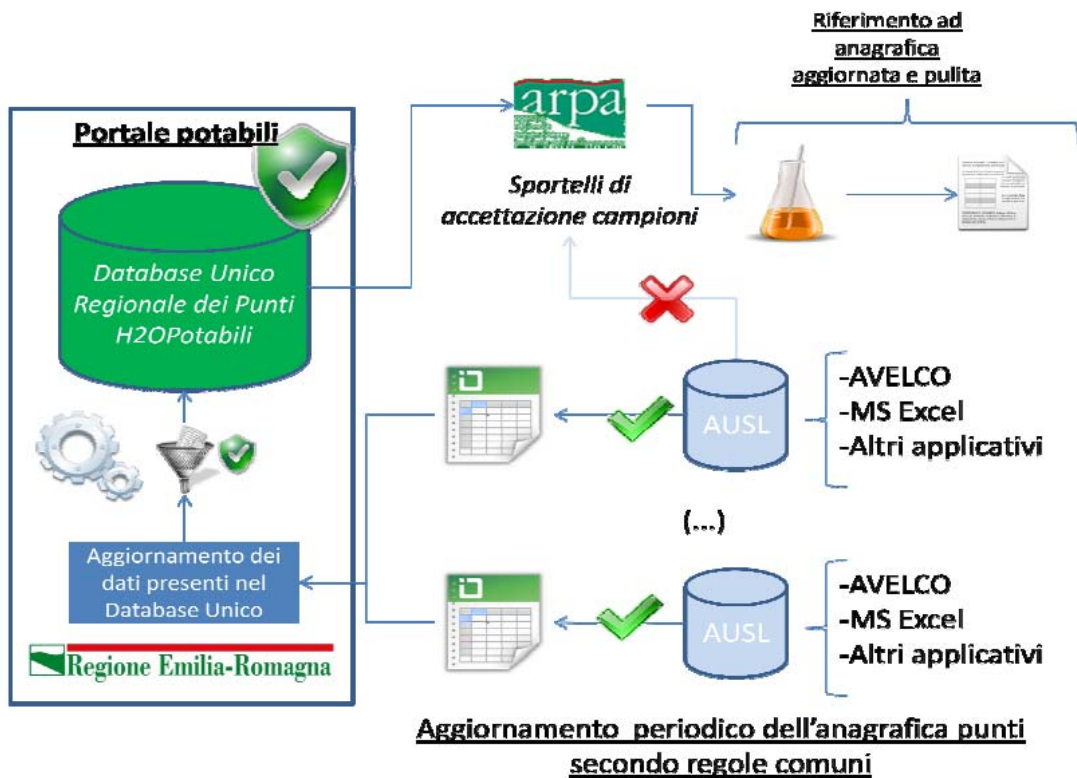 Riferimento ad
anagrafica
aggiornata e pulita
Portale potabili
arpa
Sportelli di
accettazione campioni
Database Unico
Regionale dei Punti
H2OPotabili
AUSL
-AVELCO
-MS Excel
-Altri applicativi
(...)
Aggiornamento dei
dati presenti nel
Database Unico
AUSL
-AVELCO
-MS Excel
-Altri applicativi
Regione Emilia-Romagna
Aggiornamento periodico dell'anagrafica punti
secondo regole comuni